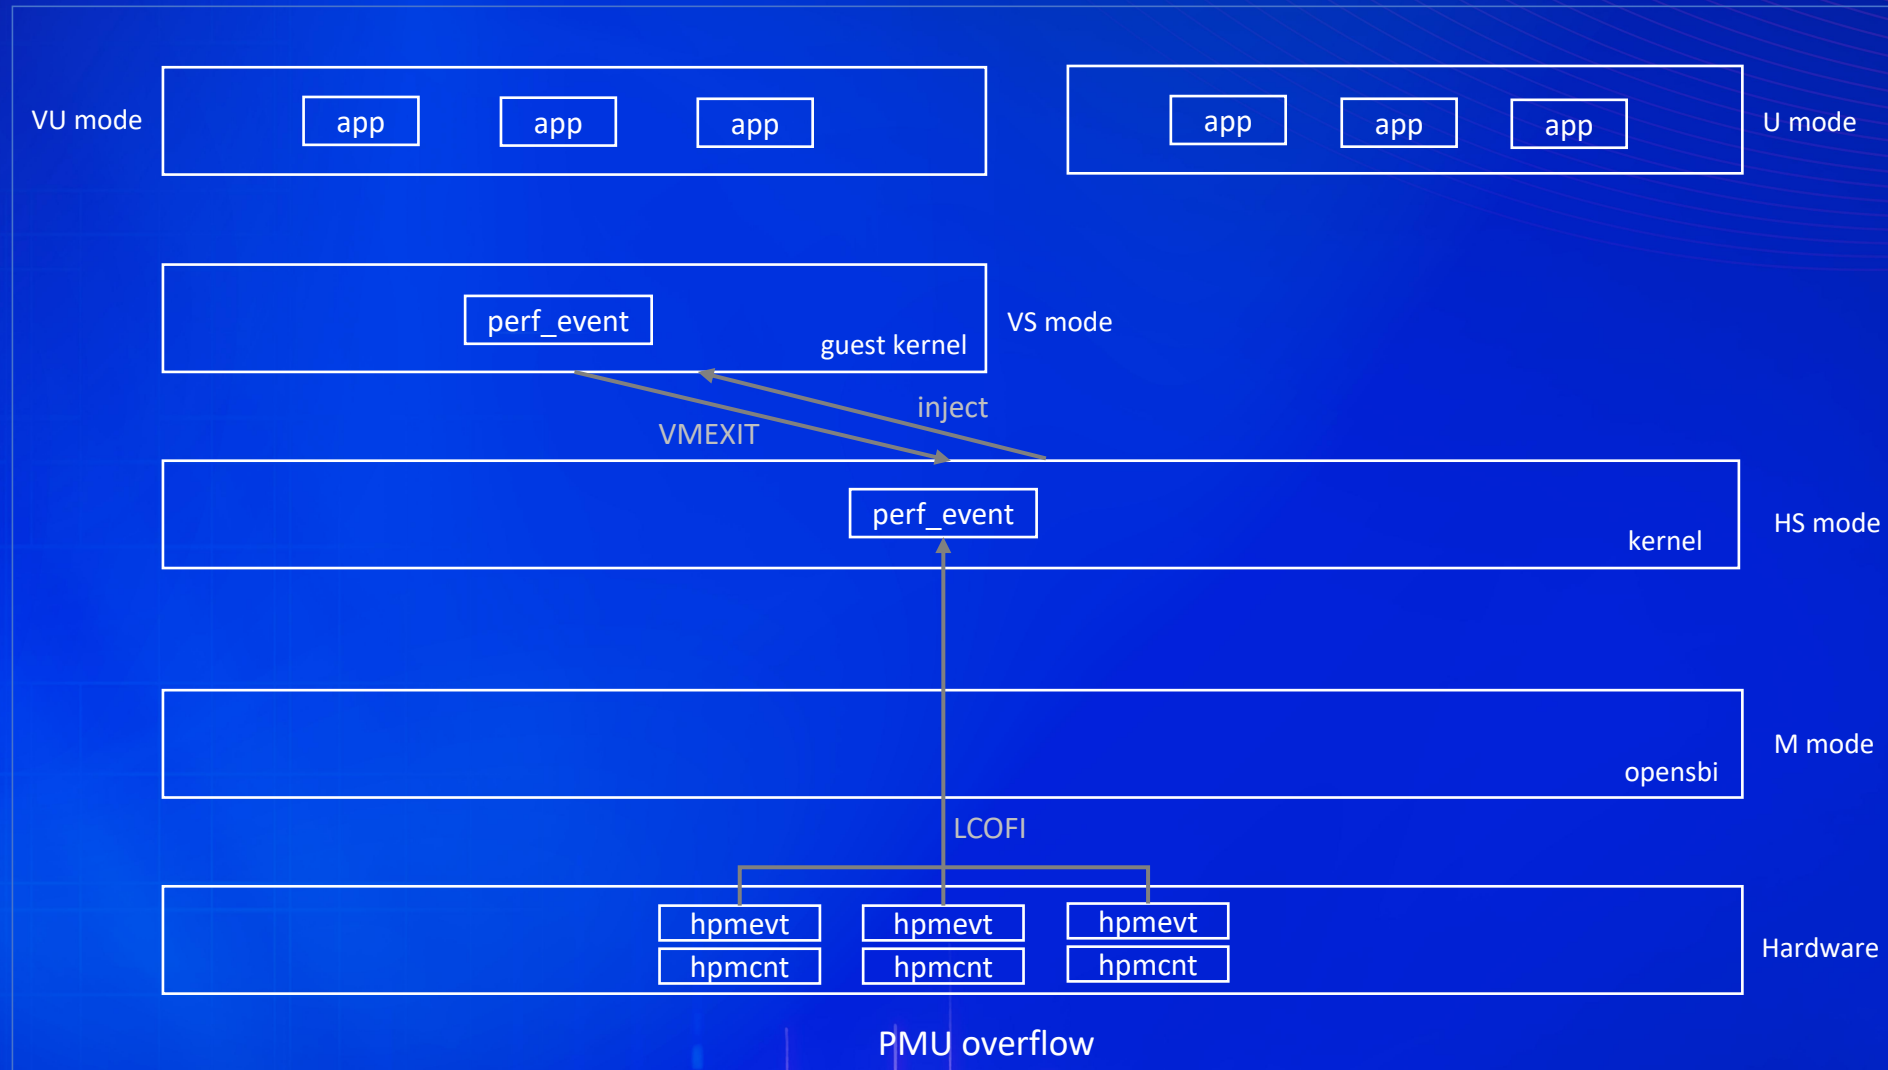 VU mode
app
app
app
app
app
app
U mode
perf_event
guest kernel
VS mode
inject
VMEXIT
perf_event
kernel
HS mode
M mode
opensbi
LCOFI
hpmevt
hpmevt
hpmevt
hpmcnt
hpmcnt
hpmcnt
Hardware
PMU overflow